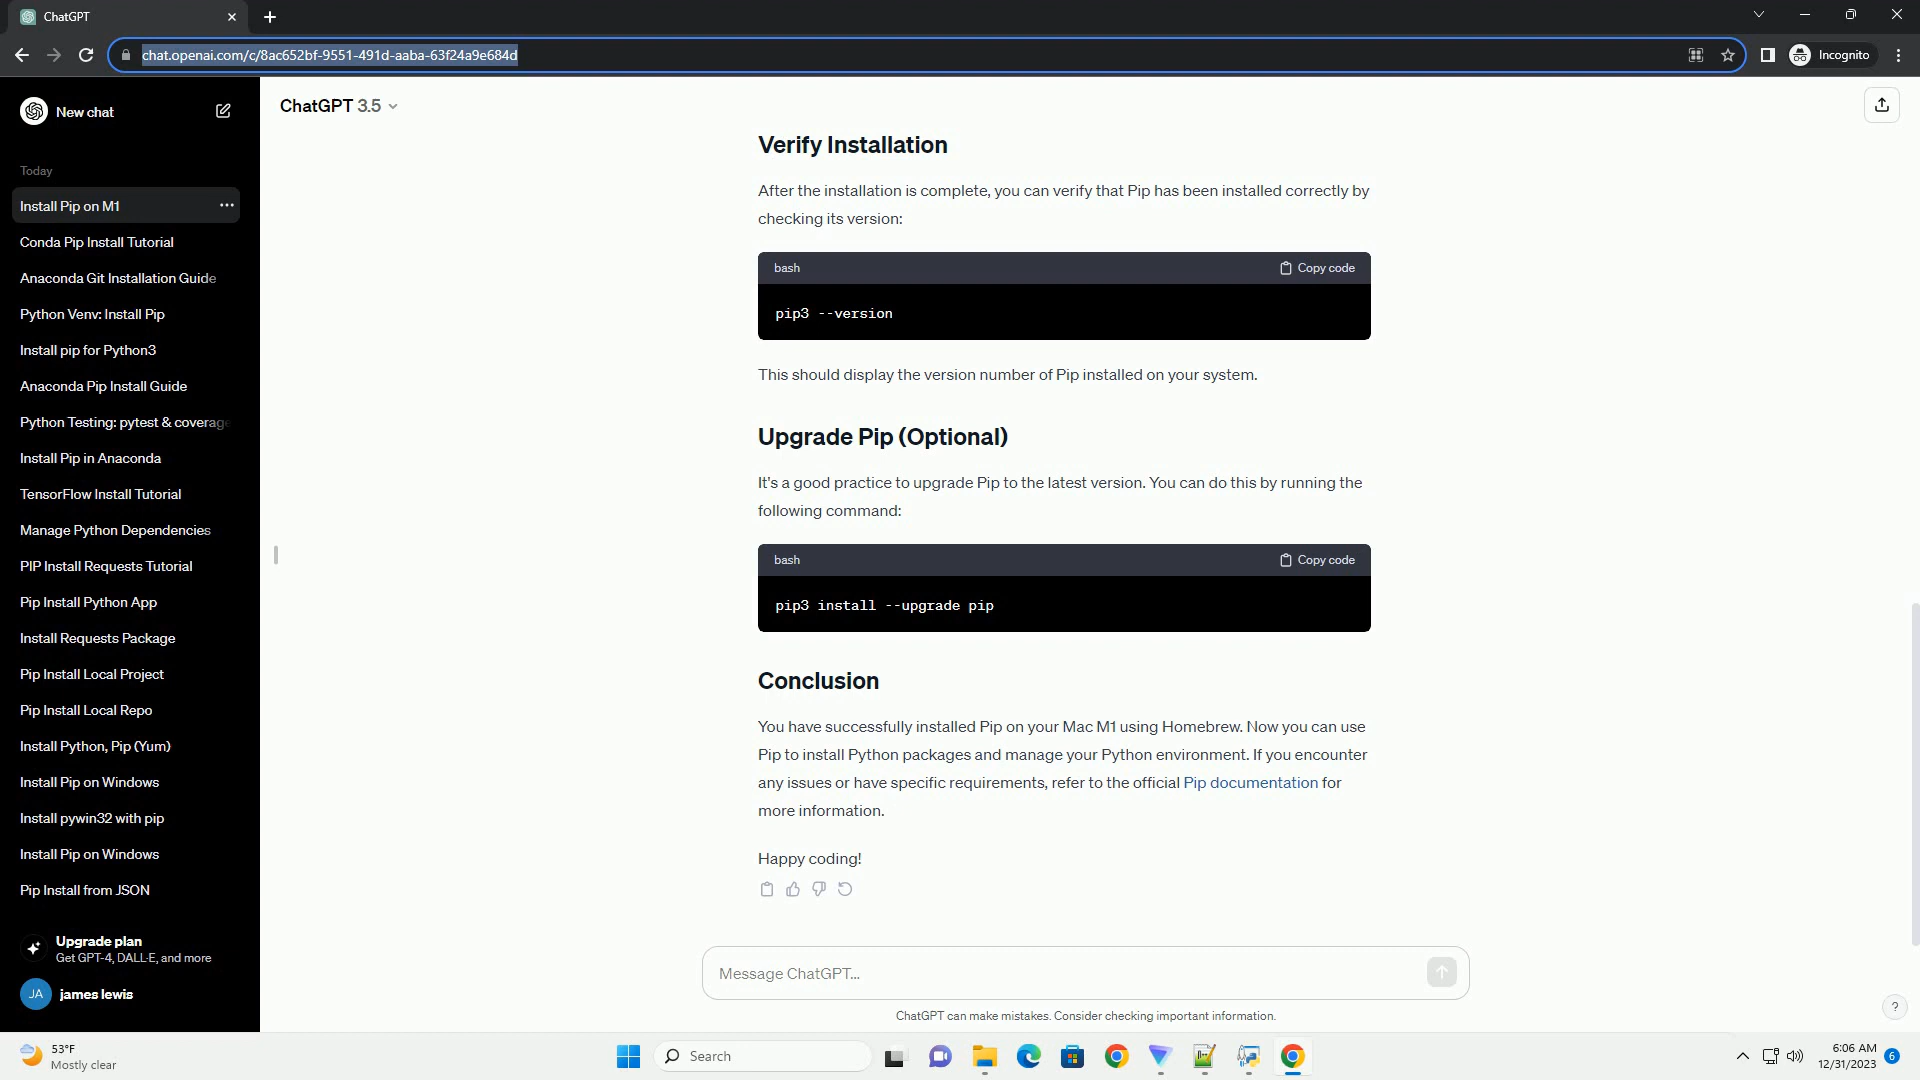 ChatGPT
chat.openai.com/c/8ac652bf-9551-491d-aaba-63f24a9e684d
Incognito
New chat
Today
Install Pip on M1
Conda Pip Install Tutorial
Anaconda Git Installation Guide
Python Venv: Install Pip
Install pip for Python3
Anaconda Pip Install Guide
Python Testing: pytest & coverage
Install Pip in Anaconda
TensorFlow Install Tutorial
Manage Python Dependencies
PIP Install Requests Tutorial
Pip Install Python App
Install Requests Package
Pip Install Local Project
Pip Install Local Repo
Install Python, Pip (Yum)
Install Pip on Windows
Install pywin32 with pip
Install Pip on Windows
Pip Install from JSON
Upgrade plan
Get GPT-4, DALL·E, and more
JA
james lewis
ChatGPT 3.5
Verify Installation
After the installation is complete, you can verify that Pip has been installed correctly by
checking its version:
bash
Copy code
pip3 --version
This should display the version number of Pip installed on your system.
Upgrade Pip (Optional)
It's a good practice to upgrade Pip to the latest version. You can do this by running the
following command:
bash
Copy code
pip3 install --upgrade pip
Conclusion
You have successfully installed Pip on your Mac M1 using Homebrew. Now you can use
Pip to install Python packages and manage your Python environment. If you encounter
any issues or have specific requirements, refer to the official Pip documentation for
more information.
Happy coding!
Message ChatGPT...
ChatGPT can make mistakes. Consider checking important information.
?
53°F
Mostly clear
Search
6:06 AM
12/31/2023
6